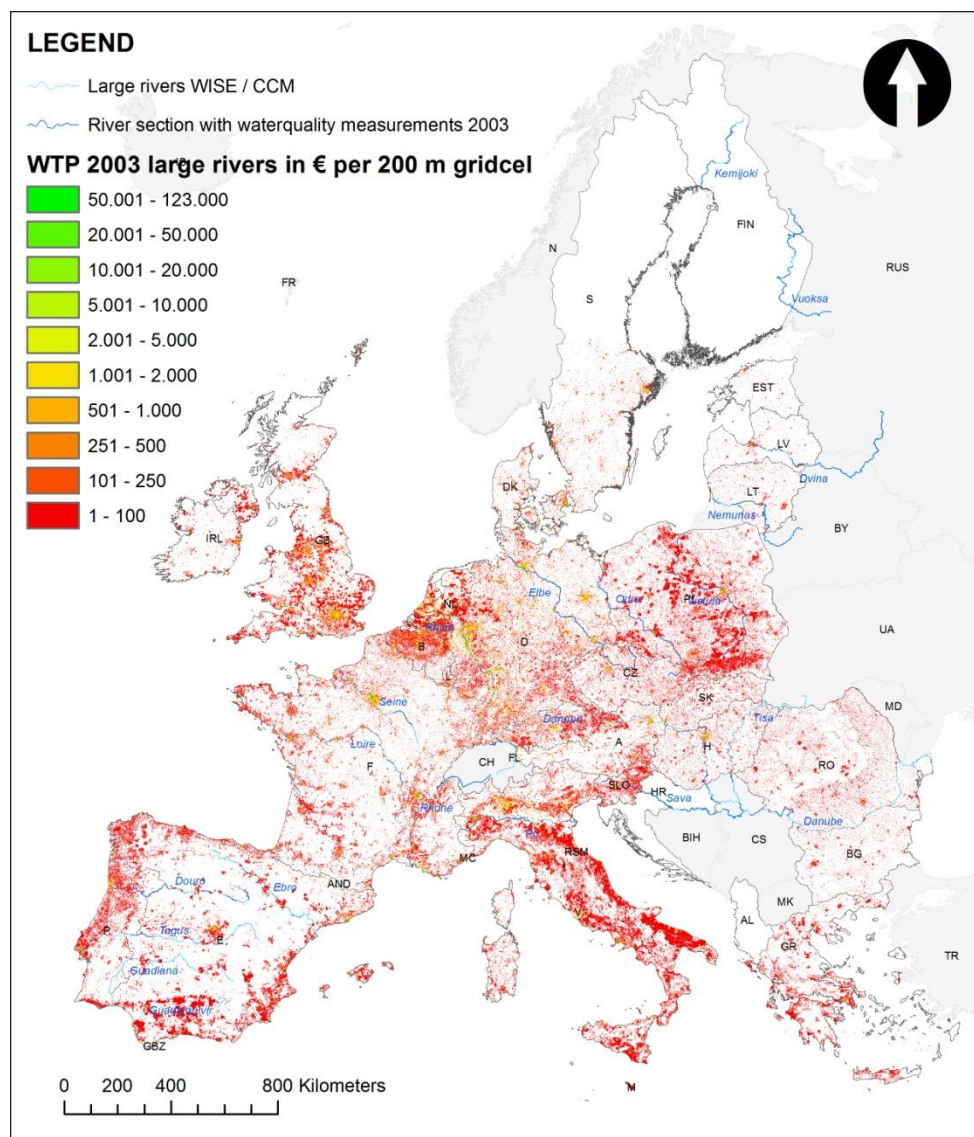 LEGEND
Large rivers WISE / CCM
River section with waterquality measurements 2003
WTP 2003 large rivers in € per 200 m gridcel
50.001 - 123.000
20.001 - 50.000
10.001 - 20.000
5.001 - 10.000
2.001 - 5.000
1.001 - 2.000
501 - 1.000
251 - 500
101 - 250
1 - 100
Kemijoki
FIN
N
RUS
FR
S
Vuoksa
EST
LV
Dvina
DK
LT
Nemunas
BY
IRL
GB
Elbe
Odra
PL
NL
B
D
UA
L
CZ
SK
Seine
Danube
Tisa
MD
Loire
A
H
F
CH
FL
RO
SLO
HR
Sava
Rhône
Danube
Po
BIH
CS
MC
RSM
BG
AND
Douro
Ebro
V
MK
AL
P
Tagus
E
GR
TR
Guadiana
Guadalquivir
GBZ
0 200 400 800 Kilometers
M